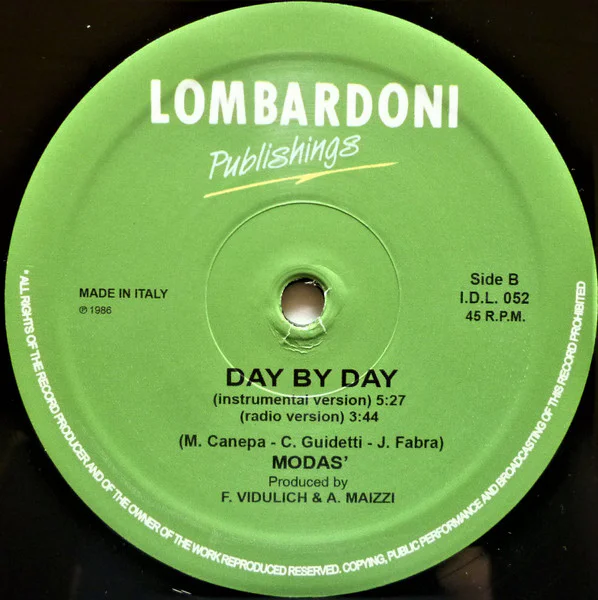 LOMBARDONI
Publishings
MADE IN ITALY
℗ 1986
Side B
I.D.L. 052
45 R.P.M.
DAY BY DAY
(instrumental version) 5:27
(radio version) 3:44
(M. Canepa - C. Guidetti - J. Fabra)
MODAS'
Produced by
F. VIDULICH & A. MAIZZI
* ALL RIGHTS OF THE RECORD PRODUCER AND OF THE OWNER OF THE WORK REPRODUCED RESERVED. COPYING, PUBLIC PERFORMANCE AND BROADCASTING OF THIS RECORD PROHIBITED